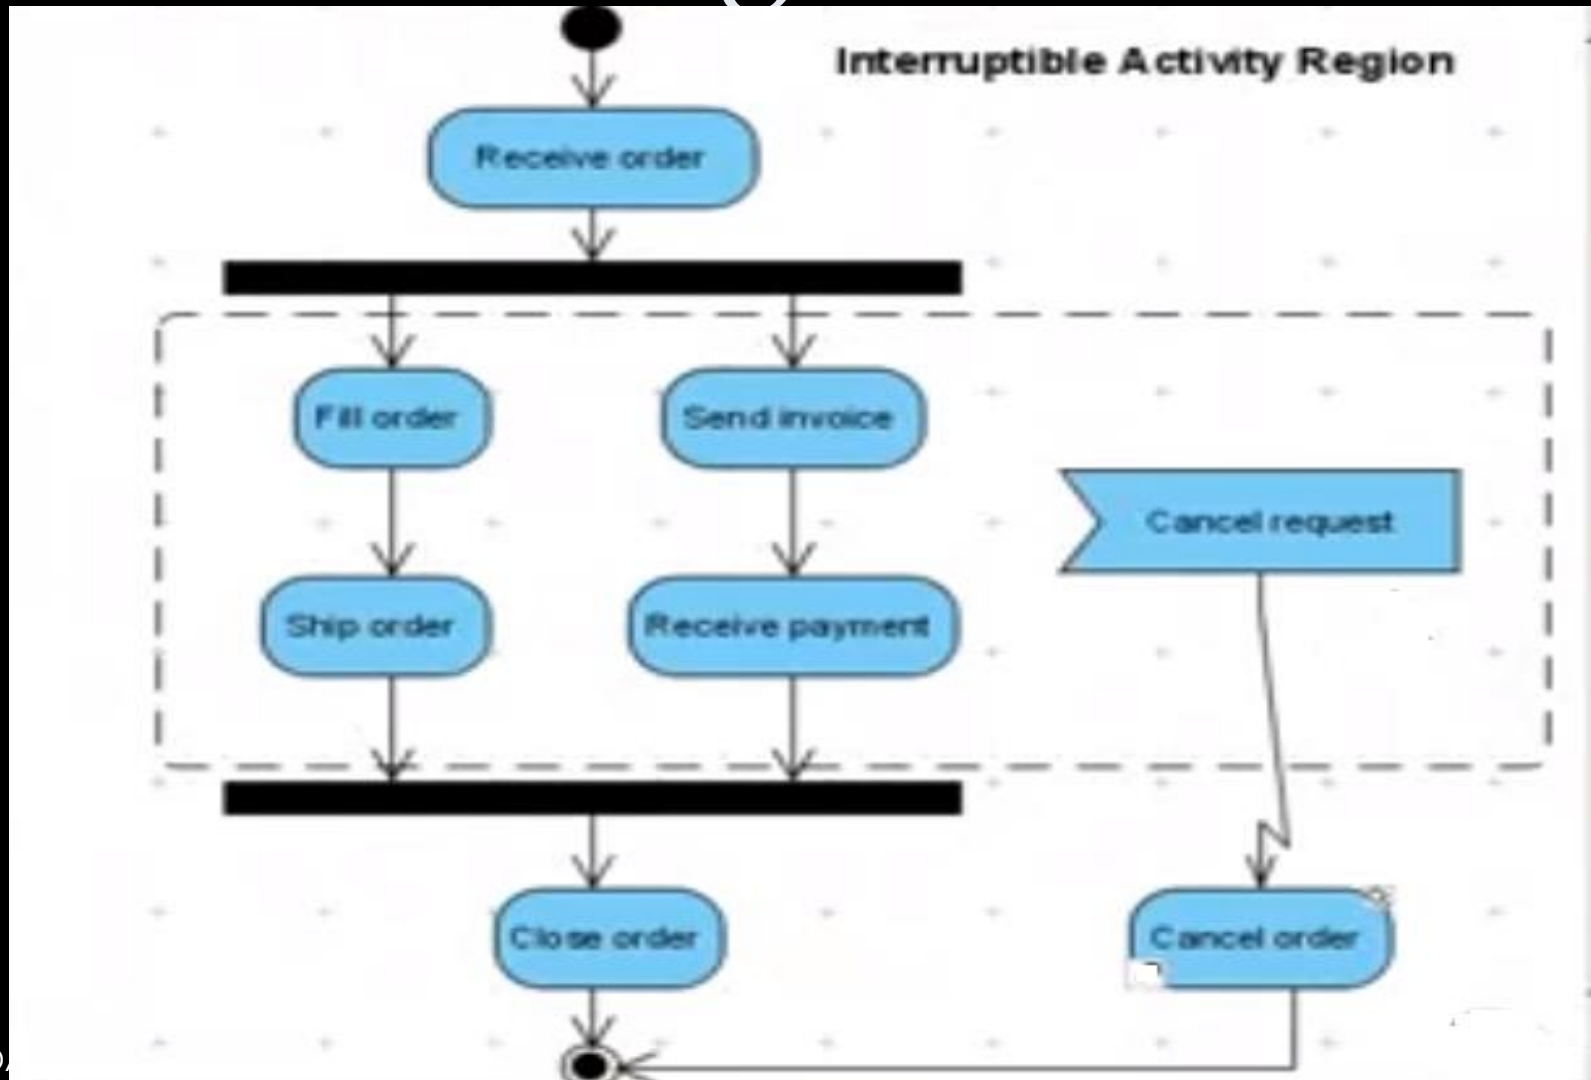 Interruptible Activity Region
Receive order
Fill order
Send invoice
Cancel request
Ship order
Receive payment
Close order
Cancel order